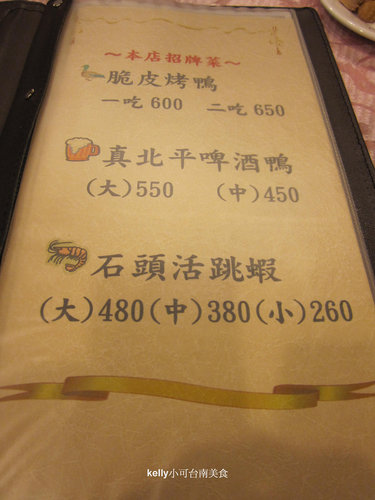 ～本店招牌菜～
脆皮烤鴨
一吃 600 二吃 650
真北平啤酒鴨
(大)550 (中)450
石頭活跳蝦
(大)480(中)380(小)260
kelly小可台南美食